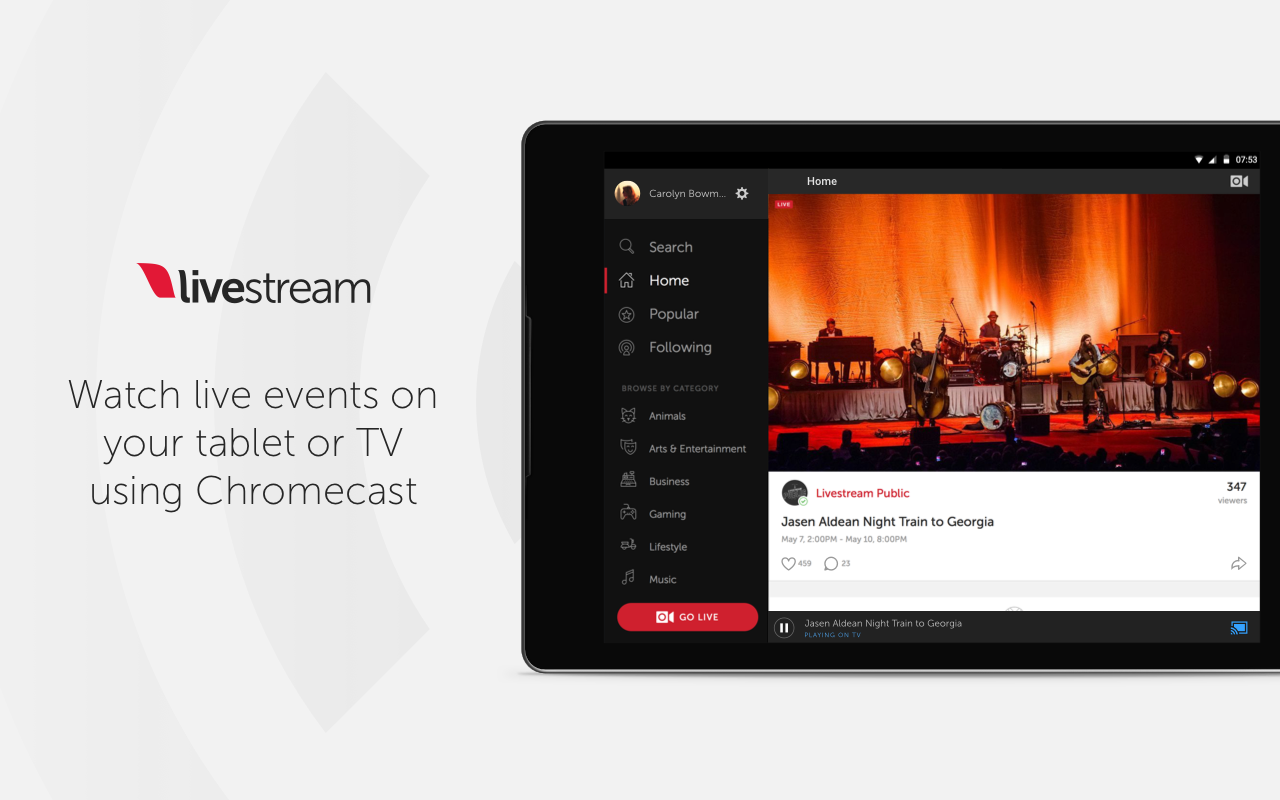 livestream
Watch live events on
your tablet or TV
using Chromecast
07:53
Carolyn Bowm...
Home
LIVE
Search
Home
Popular
Following
BROWSE BY CATEGORY
Animals
Arts & Entertainment
Business
Gaming
Lifestyle
Music
GO LIVE
Livestream Public
347
viewers
Jasen Aldean Night Train to Georgia
May 7, 2:00PM - May 10, 8:00PM
459 23
Jasen Aldean Night Train to Georgia
PLAYING ON TV